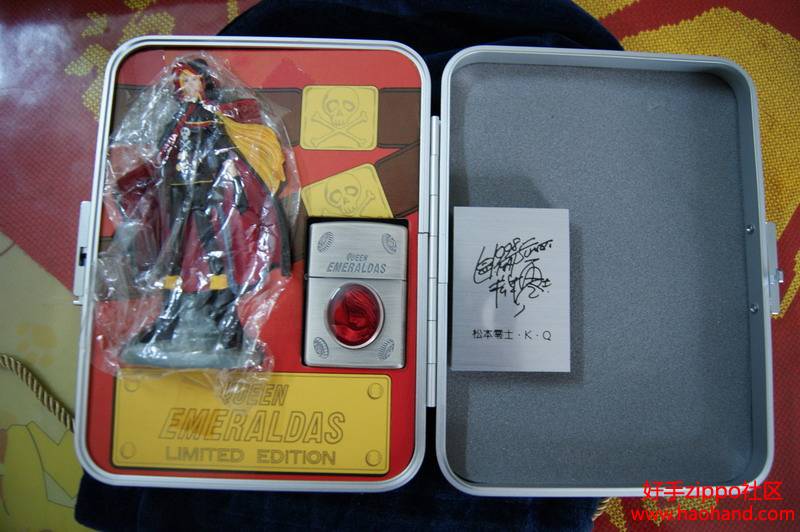 QUEEN
EMERALDAS
1998
松本零士・K・Q
QUEEN
EMERALDAS
LIMITED EDITION
好手zippo社区
www.haohand.com